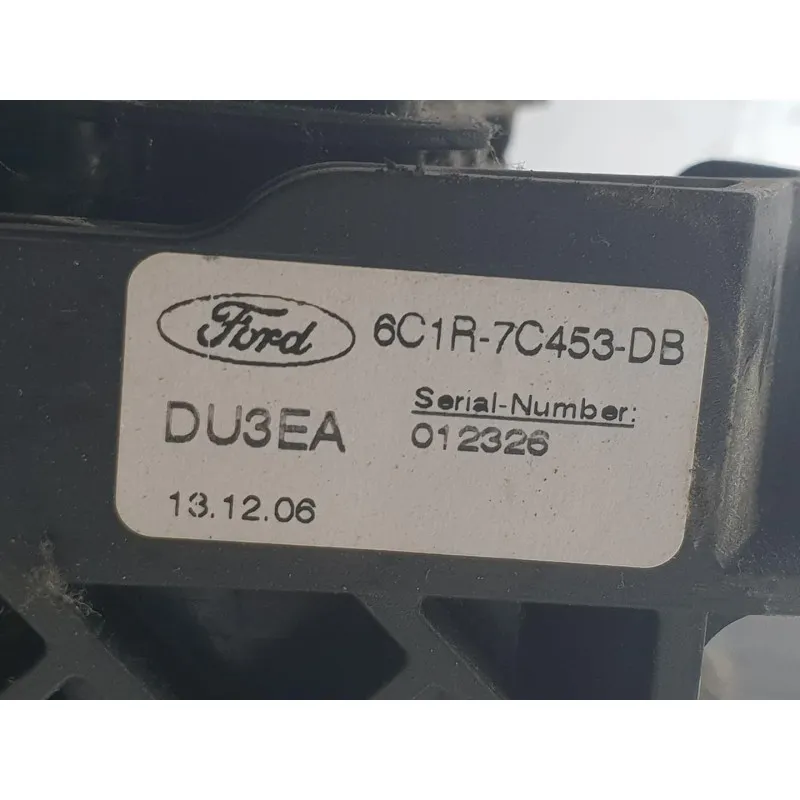 Ford 6C1R-7C453-DB
DU3EA
Serial-Number:
012326
13.12.06